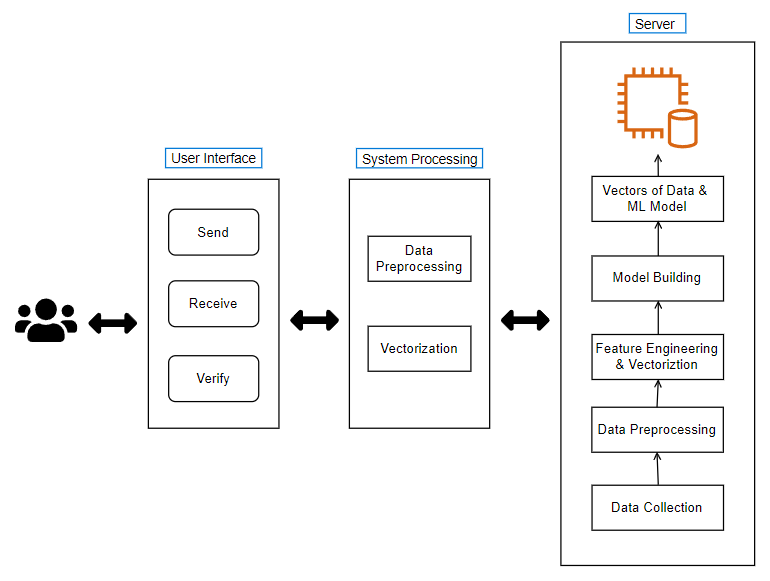 Server
User Interface
System Processing
Send
Receive
Verify
Data
Preprocessing
Vectorization
Vectors of Data &
ML Model
Model Building
Feature Engineering
& Vectoriztion
Data Preprocessing
Data Collection